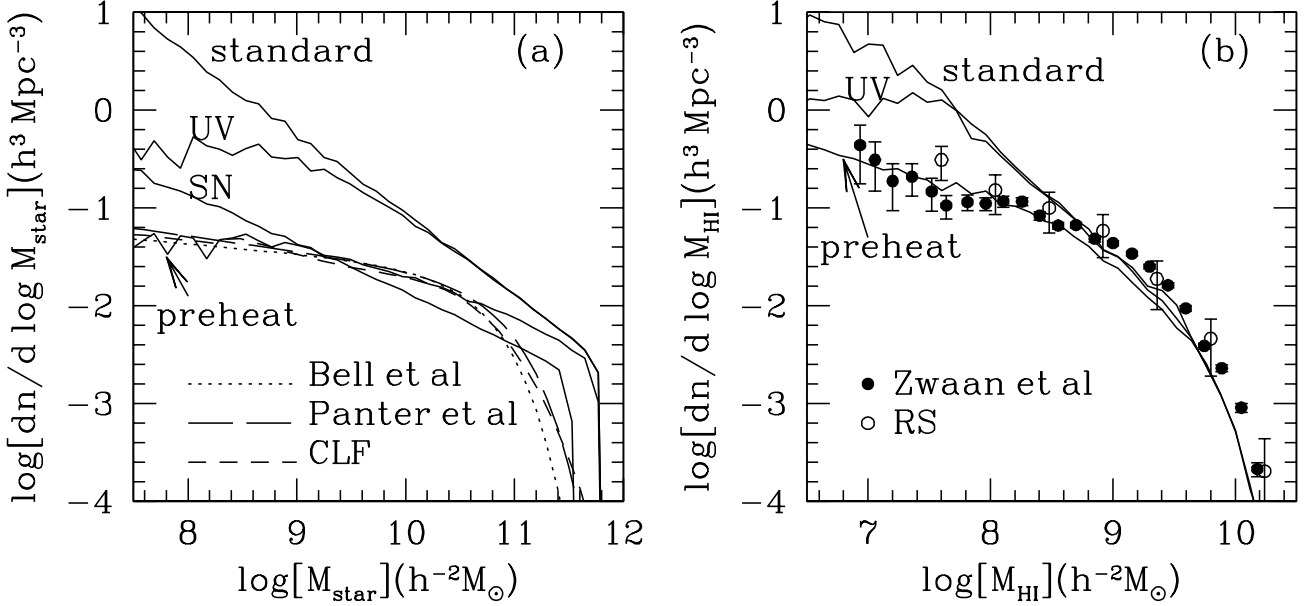 log[dn/d log M_star](h^3 Mpc^-3)
1
0
-1
-2
-3
-4
standard
(a)
UV
SN
preheat
Bell et al
Panter et al
CLF
8
9
10
11
12
log[M_star](h^-2M_⊙)
log[dn/d log M_HI](h^3 Mpc^-3)
1
0
-1
-2
-3
-4
(b)
standard
UV
preheat
Zwaan et al
RS
7
8
9
10
log[M_HI](h^-2M_⊙)